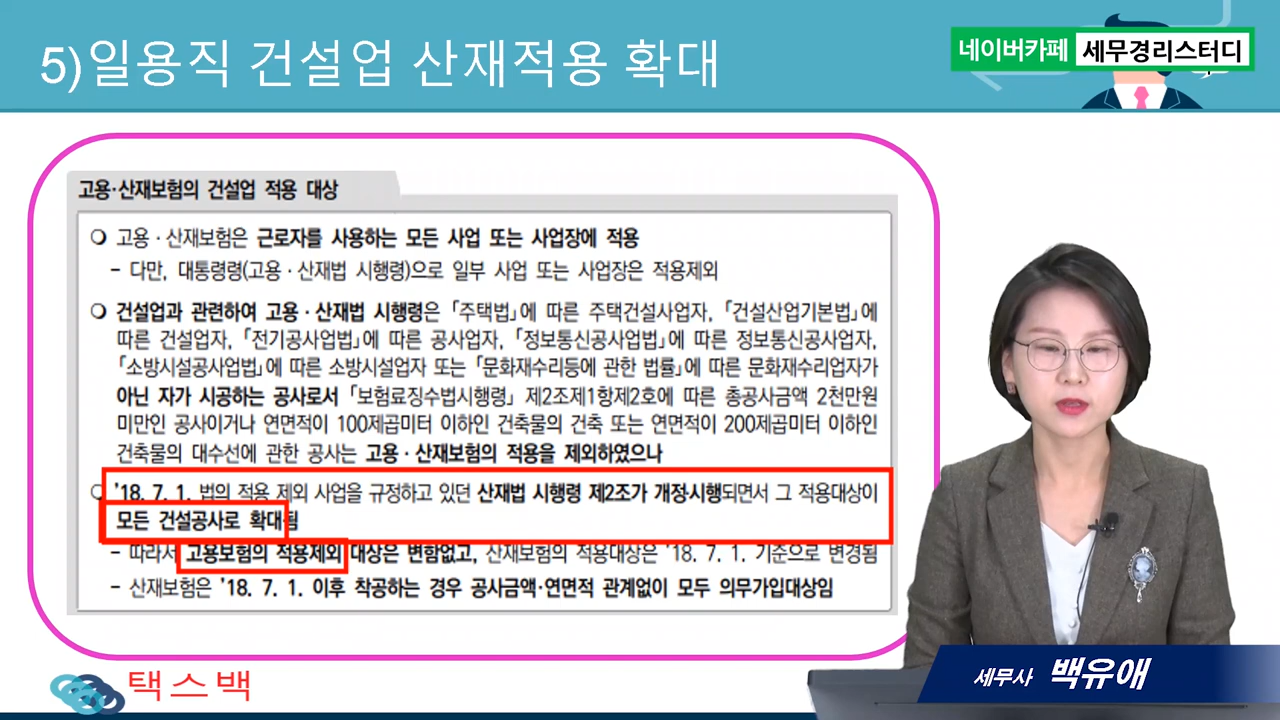 5)일용직 건설업 산재적용 확대
네이버카페 세무경리스터디
고용·산재보험의 건설업 적용 대상
❍ 고용·산재보험은 근로자를 사용하는 모든 사업 또는 사업장에 적용
- 다만, 대통령령(고용·산재법 시행령)으로 일부 사업 또는 사업장은 적용제외
❍ 건설업과 관련하여 고용·산재법 시행령은 「주택법」에 따른 주택건설사업자, 「건설산업기본법」에
따른 건설업자, 「전기공사업법」에 따른 공사업자, 「정보통신공사업법」에 따른 정보통신공사업자,
「소방시설공사업법」에 따른 소방시설업자 또는 「문화재수리등에 관한 법률」에 따른 문화재수리업자가
아닌 자가 시공하는 공사로서 「보험료징수법시행령」 제2조제1항제2호에 따른 총공사금액 2천만원
미만인 공사이거나 연면적이 100제곱미터 이하인 건축물의 건축 또는 연면적이 200제곱미터 이하인
건축물의 대수선에 관한 공사는 고용·산재보험의 적용을 제외하였으나
❍ '18. 7. 1. 법의 적용 제외 사업을 규정하고 있던 산재법 시행령 제2조가 개정·시행되면서 그 적용대상이
모든 건설공사로 확대됨
- 따라서 고용보험의 적용제외 대상은 변함없고, 산재보험의 적용대상은 '18. 7. 1. 기준으로 변경됨
- 산재보험은 '18. 7. 1. 이후 착공하는 경우 공사금액·연면적 관계없이 모두 의무가입대상임
택스백
세무사 백유애